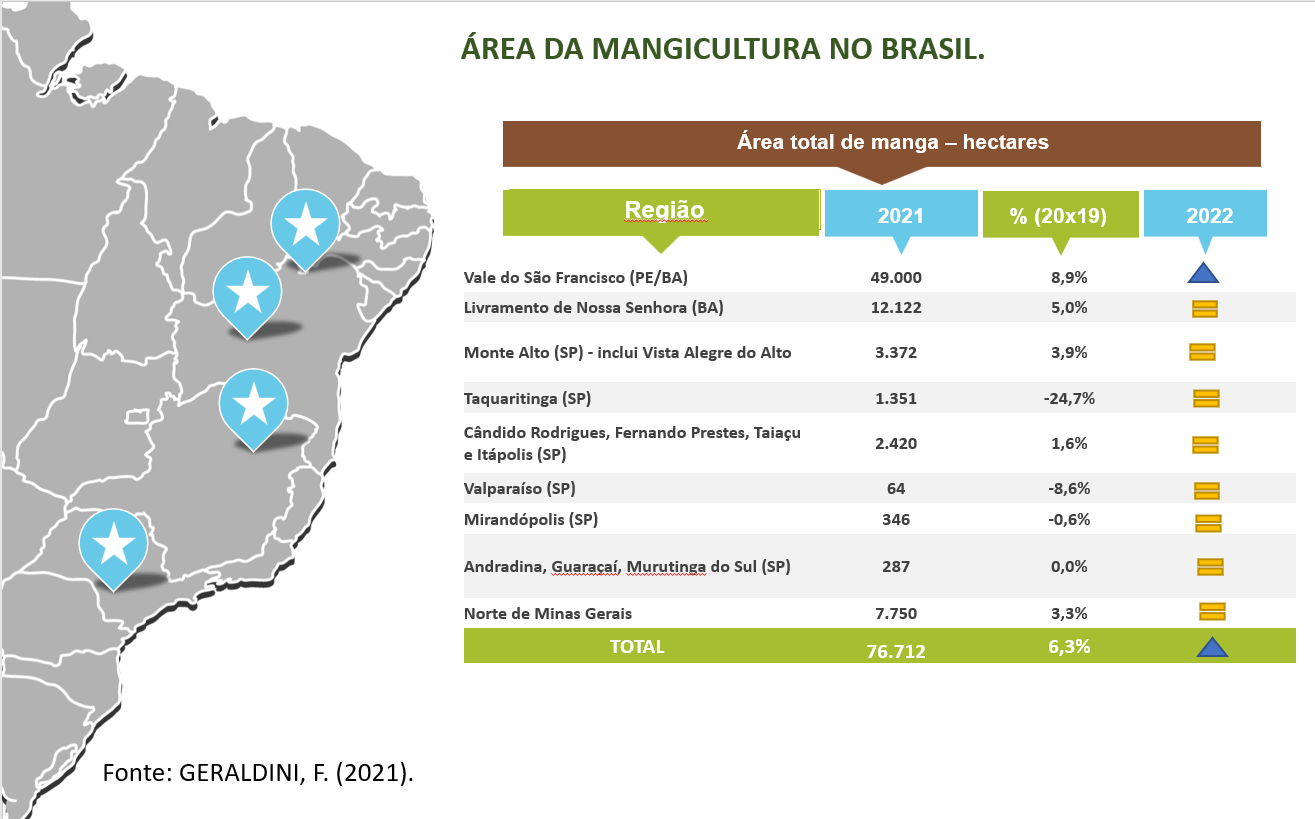 ÁREA DA MANGICULTURA NO BRASIL.
Área total de manga – hectares
Região 2021 % (20x19) 2022
Vale do São Francisco (PE/BA) 49.000 8,9%
Livramento de Nossa Senhora (BA) 12.122 5,0%
Monte Alto (SP) - inclui Vista Alegre do Alto 3.372 3,9%
Taquaritinga (SP) 1.351 -24,7%
Cândido Rodrigues, Fernando Prestes, Taiaçu
e Itápolis (SP) 2.420 1,6%
Valparaíso (SP) 64 -8,6%
Mirandópolis (SP) 346 -0,6%
Andradina, Guaraçaí, Murutinga do Sul (SP) 287 0,0%
Norte de Minas Gerais 7.750 3,3%
TOTAL 76.712 6,3%
Fonte: GERALDINI, F. (2021).